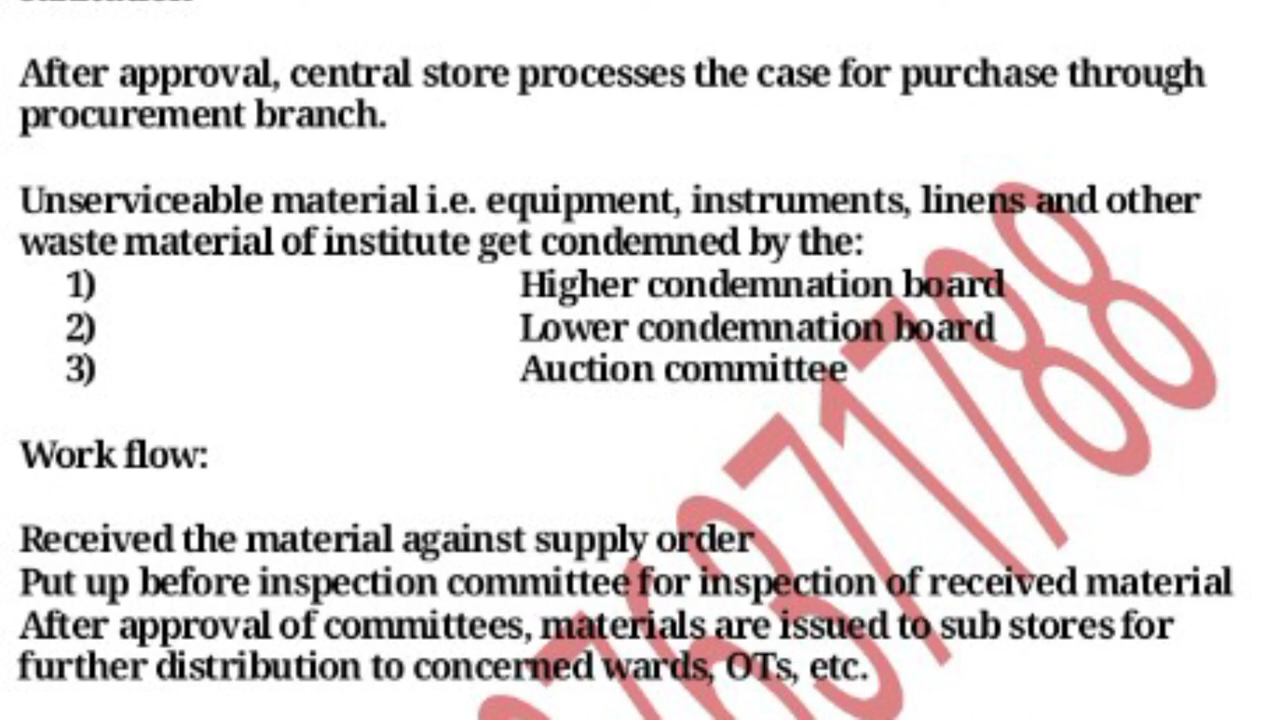 After approval, central store processes the case for purchase through
procurement branch.
Unserviceable material i.e. equipment, instruments, linens and other
waste material of institute get condemned by the:
1) Higher condemnation board
2) Lower condemnation board
3) Auction committee
Work flow:
Received the material against supply order
Put up before inspection committee for inspection of received material
After approval of committees, materials are issued to sub stores for
further distribution to concerned wards, OTs, etc.